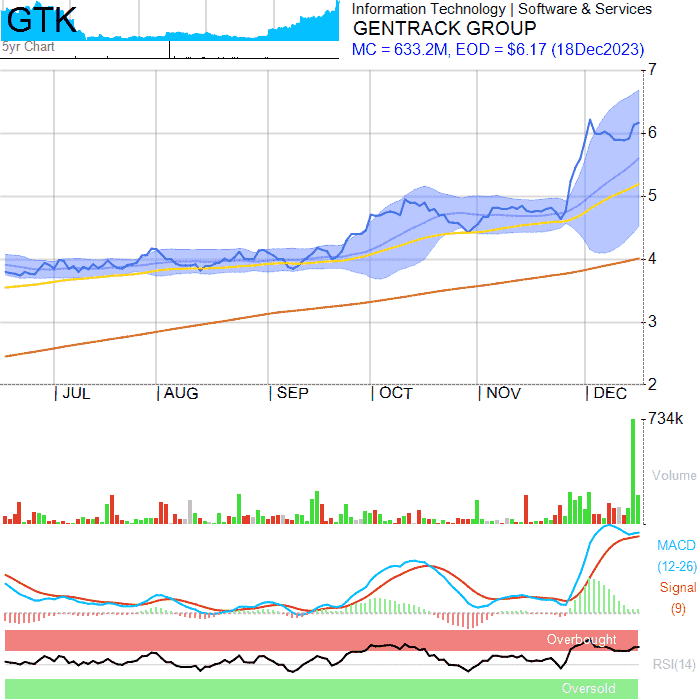 GTK
5yr Chart
Information Technology | Software & Services
GENTRACK GROUP
MC = 633.2M, EOD = $6.17 (18Dec2023)
7
6
5
4
3
2
JUL AUG SEP OCT NOV DEC
734k
Volume
MACD
(12-26)
Signal
(9)
Overbought
RSI(14)
Oversold